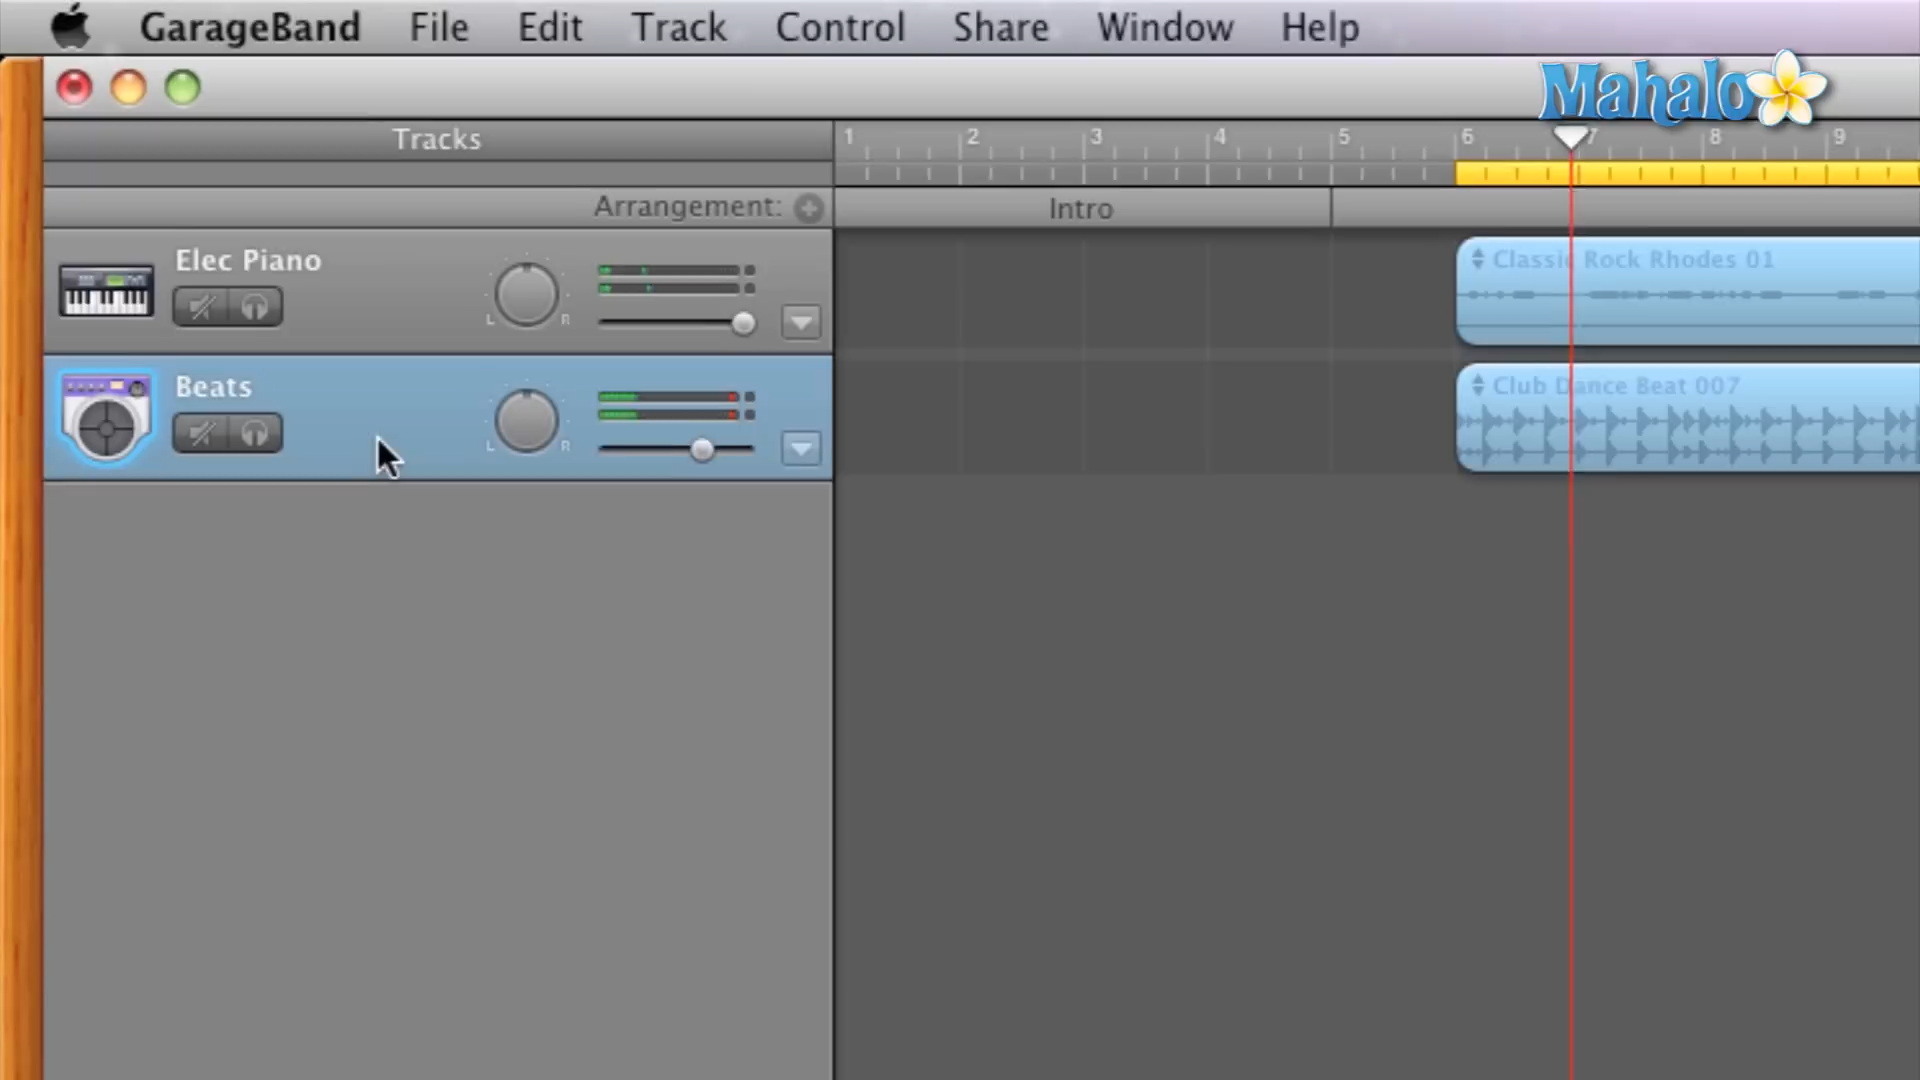 GarageBand File Edit Track Control Share Window Help
Mahalo
Tracks
1 2 3 4 5 6 7 8 9
Arrangement:
Intro
Elec Piano
L R
Classic Rock Rhodes 01
Beats
L R
Club Dance Beat 007